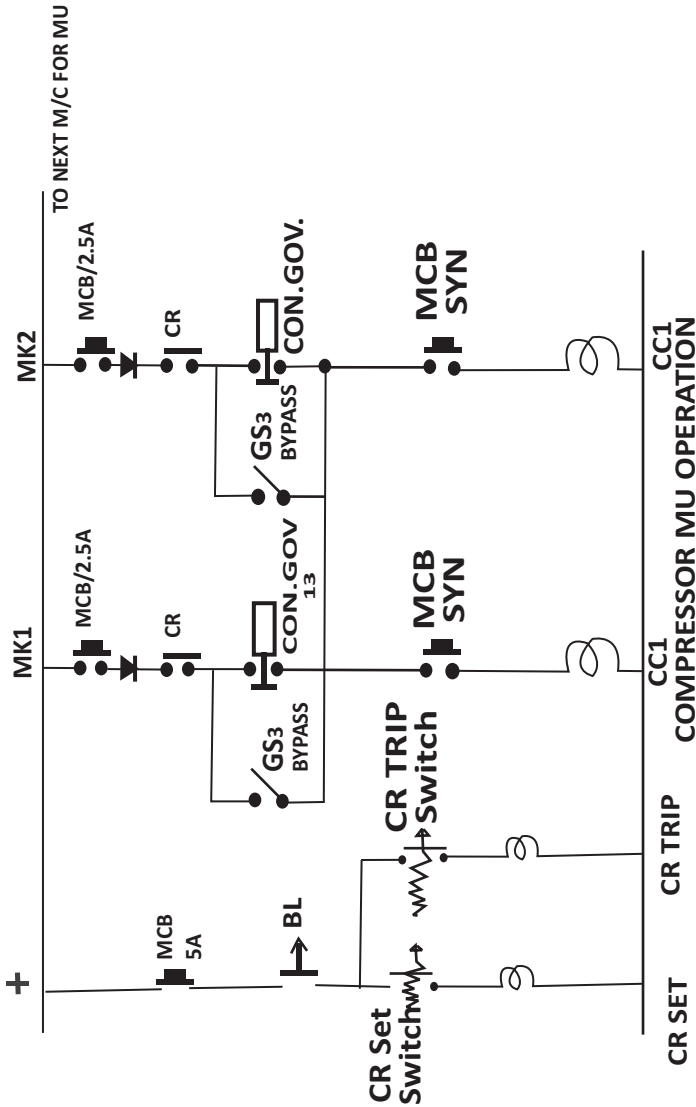 TO NEXT M/C FOR MU
MK2
MCB/2.5A
CR
CON.GOV.
GS3
BYPASS
MCB
SYN
CC1
MK1
MCB/2.5A
CR
CON.GOV
13
GS3
BYPASS
MCB
SYN
CC1
COMPRESSOR MU OPERATION
+
MCB
5A
BL
CR TRIP
Switch
CR Set
Switch
CR TRIP
CR SET